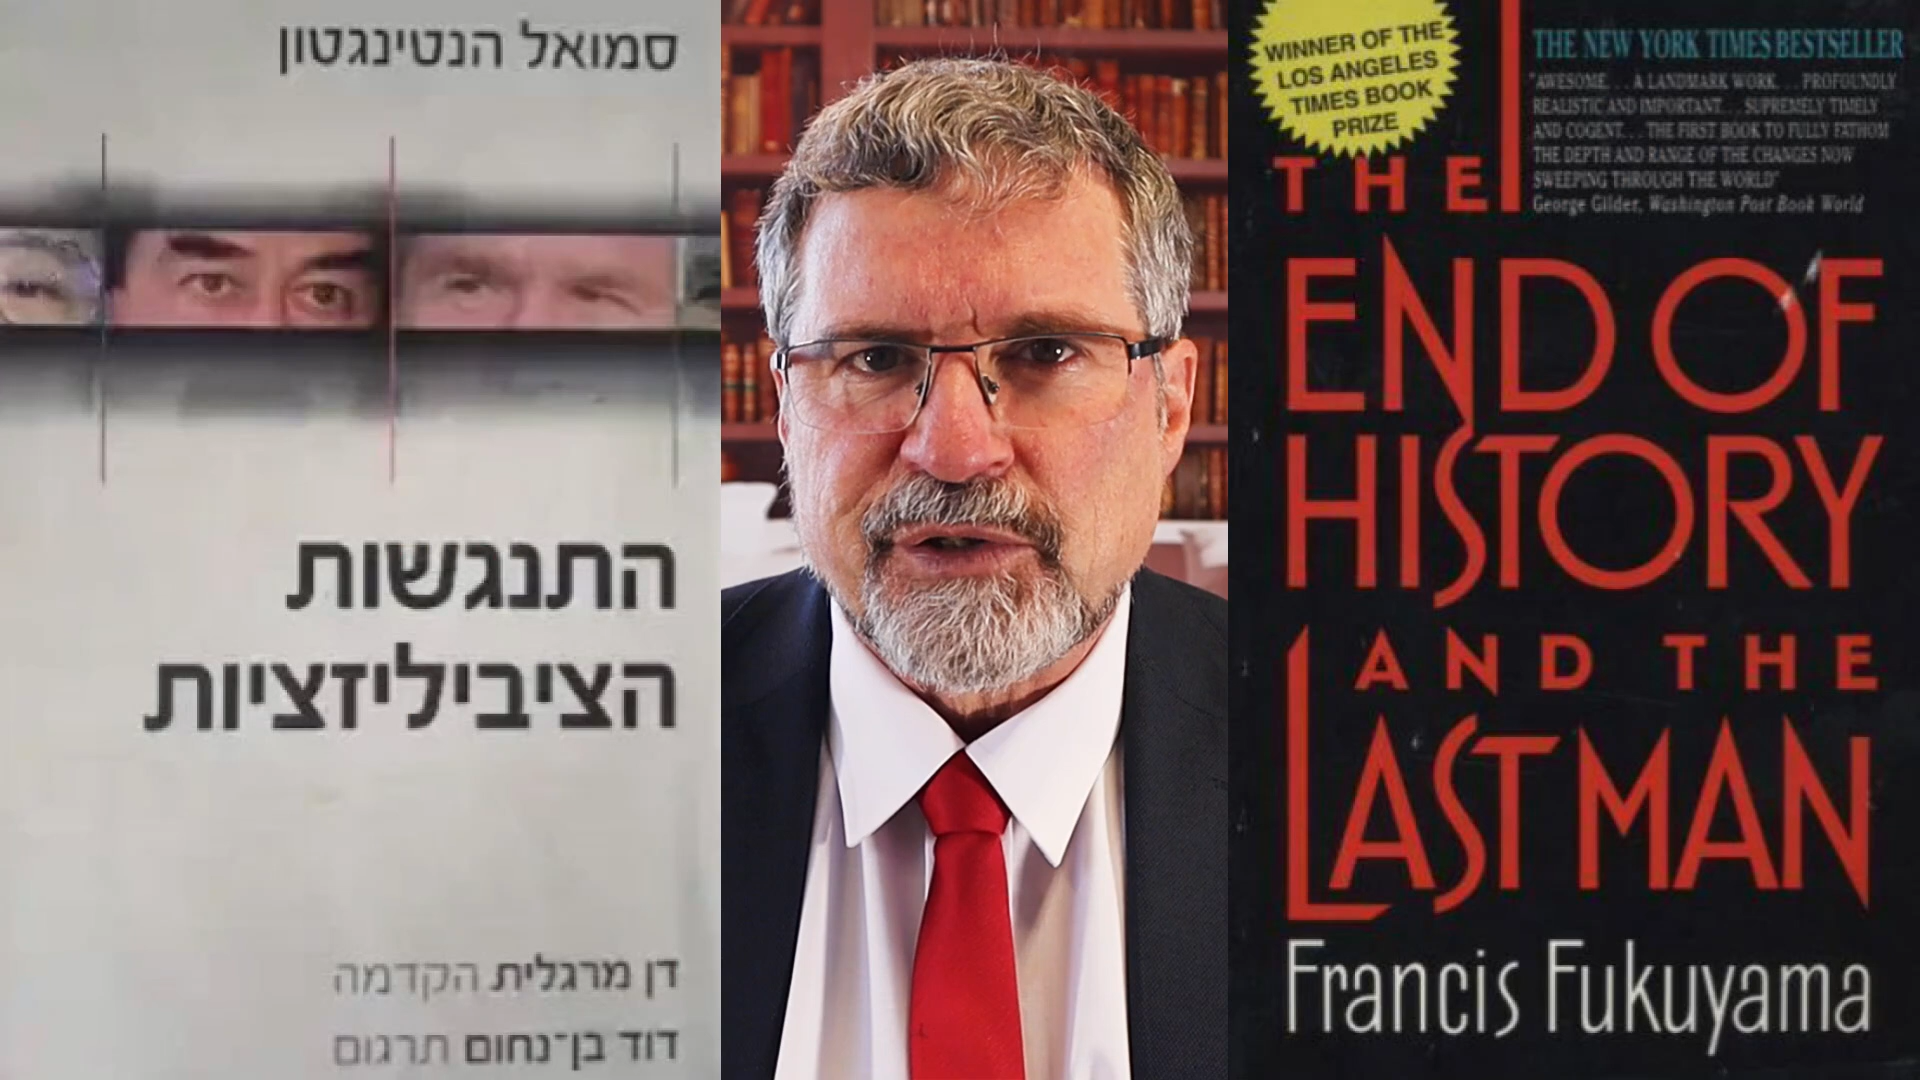 סמואל הנטינגטון
התנגשות
הציביליזציות
דן מרגלית הקדמה
דוד בן־נחום תרגום
WINNER OF THE
LOS ANGELES
TIMES BOOK
PRIZE
THE NEW YORK TIMES BESTSELLER
"AWESOME. . . A LANDMARK WORK. . . PROFOUNDLY
REALISTIC AND IMPORTANT. . . SUPREMELY TIMELY
AND COGENT. . . THE FIRST BOOK TO FULLY FATHOM
THE DEPTH AND RANGE OF THE CHANGES NOW
SWEEPING THROUGH THE WORLD"
George Gilder, Washington Post Book World
THE
END OF
HISTORY
AND THE
LAST MAN
Francis Fukuyama